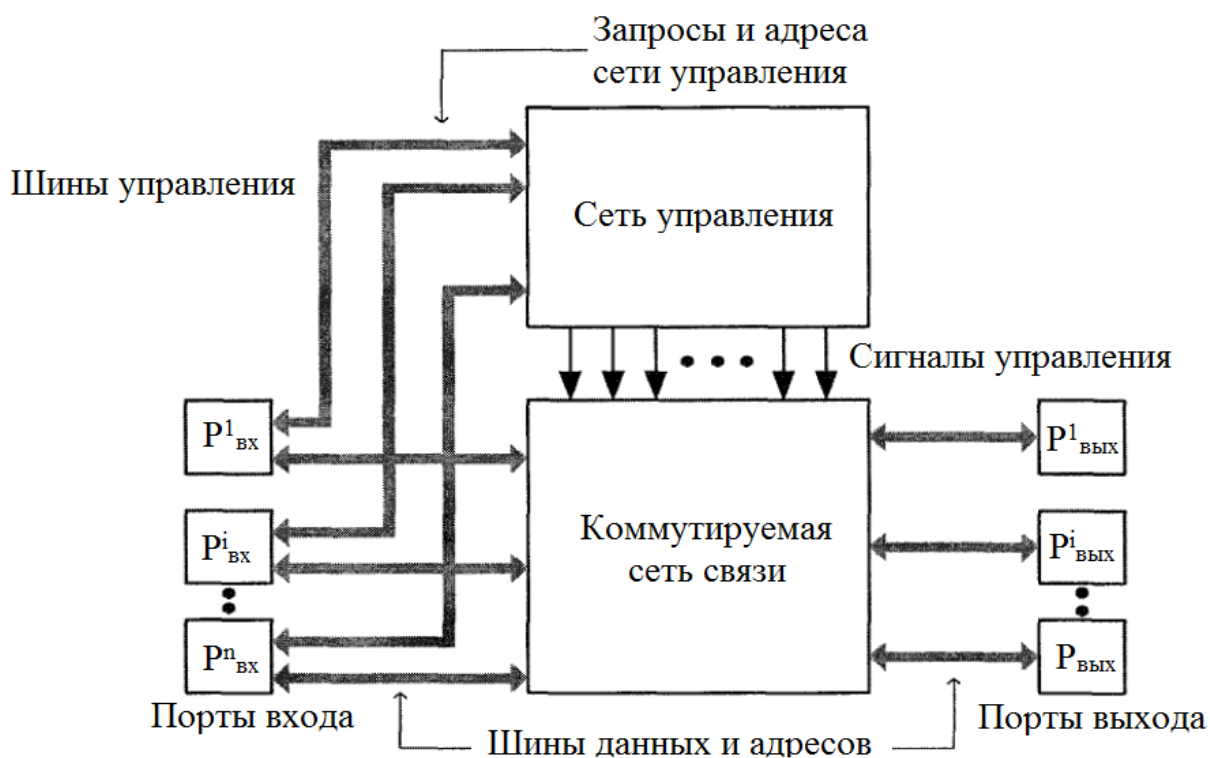 Запросы и адреса
сети управления
Шины управления
Сеть управления
Сигналы управления
P¹вх
P¹вых
Коммутируемая
сеть связи
Pⁱвх
Pⁱвых
Pⁿвх
Pвых
Порты входа
Порты выхода
Шины данных и адресов